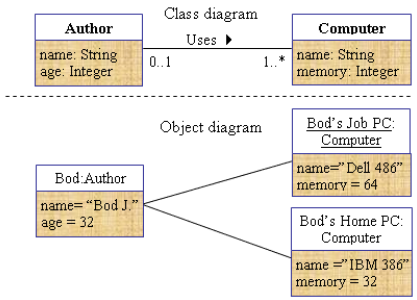 Class diagram
Author
name: String
age: Integer
Uses
0..1
1..*
Computer
name: String
memory: Integer
Object diagram
Bod:Author
name= “Bod J.”
age = 32
Bod's Job PC:
Computer
name=”Dell 486”
memory = 64
Bod's Home PC:
Computer
name =”IBM 386”
memory = 32